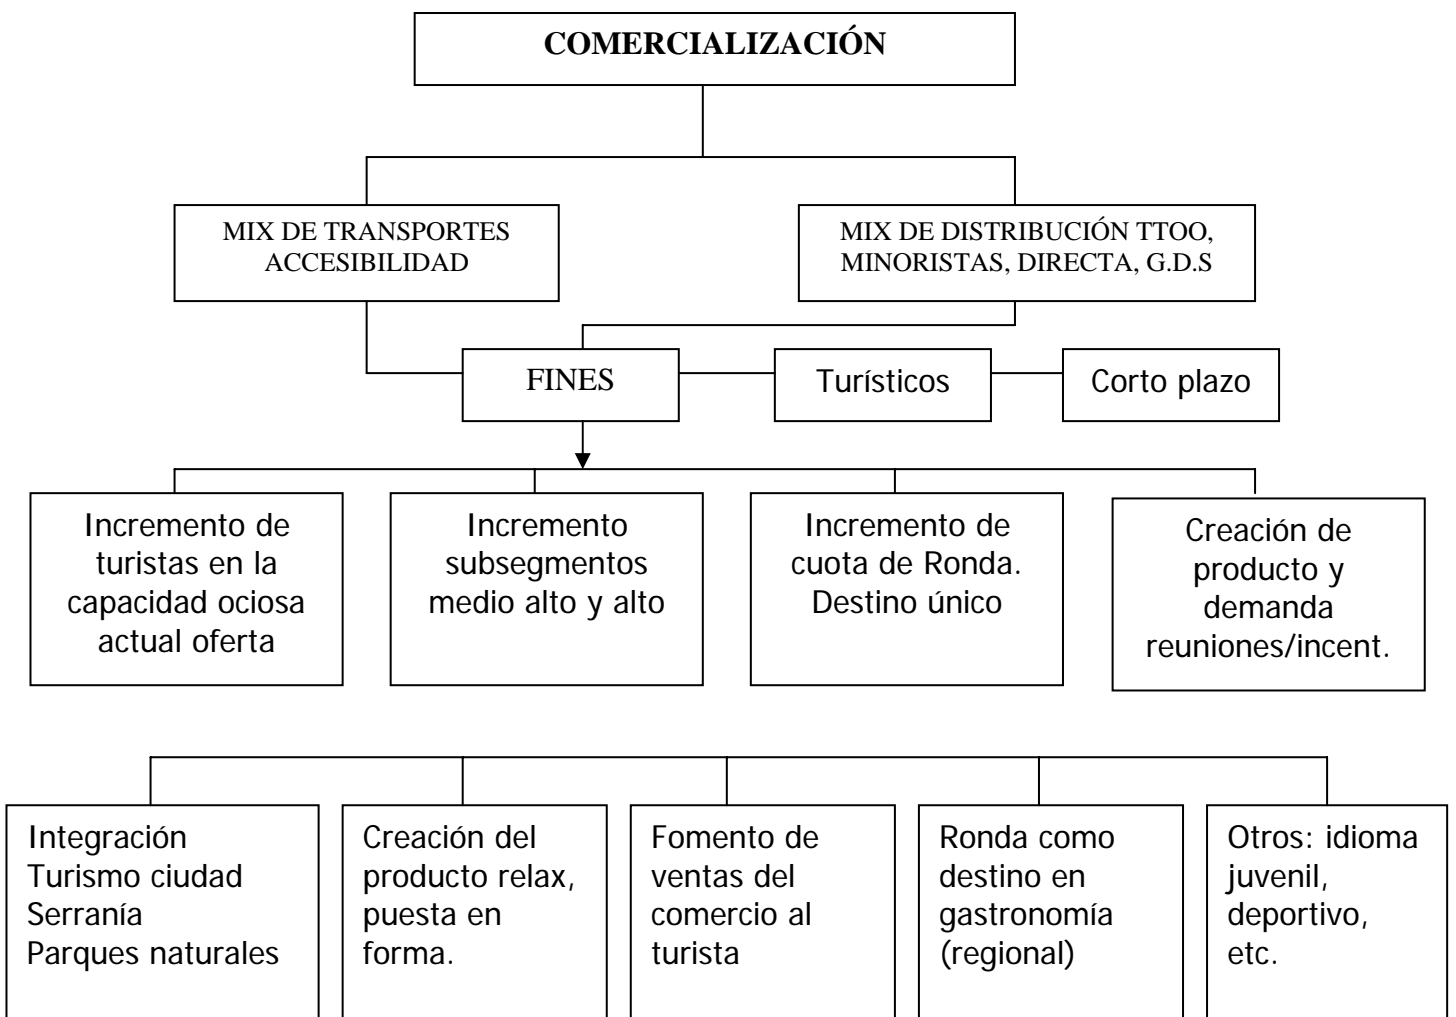 COMERCIALIZACIÓN
MIX DE TRANSPORTES
ACCESIBILIDAD
MIX DE DISTRIBUCIÓN TTOO,
MINORISTAS, DIRECTA, G.D.S
FINES
Turísticos
Corto plazo
Incremento de
turistas en la
capacidad ociosa
actual oferta
Incremento
subsegmentos
medio alto y alto
Incremento de
cuota de Ronda.
Destino único
Creación de
producto y
demanda
reuniones/incent.
Integración
Turismo ciudad
Serranía
Parques naturales
Creación del
producto relax,
puesta en
forma.
Fomento de
ventas del
comercio al
turista
Ronda como
destino en
gastronomía
(regional)
Otros: idioma
juvenil,
deportivo,
etc.